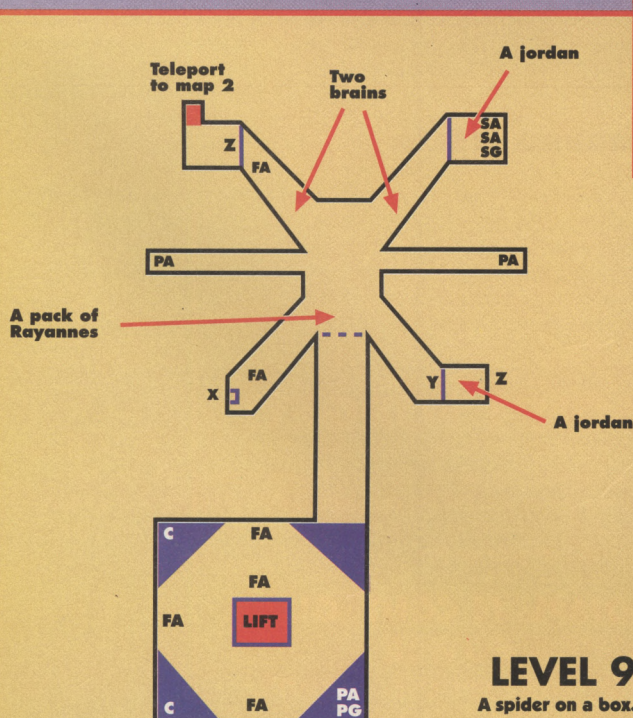 A jordan
Teleport
to map 2
Two
brains
SA
SA
SG
Z
FA
PA
PA
A pack of
Rayannes
FA
X
Y
Z
A jordan
C
FA
FA
FA
LIFT
LEVEL 9
A spider on a box.
C
FA
PA
PG